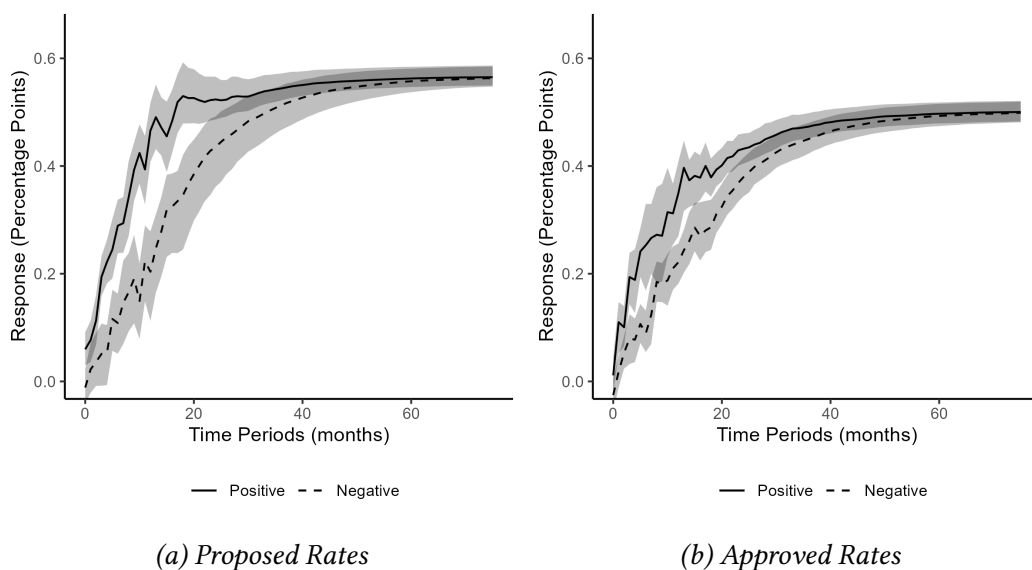 Response (Percentage Points)
0.6
0.4
0.2
0.0
0
20
40
60
Time Periods (months)
Positive
Negative
(a) Proposed Rates
Response (Percentage Points)
0.6
0.4
0.2
0.0
0
20
40
60
Time Periods (months)
Positive
Negative
(b) Approved Rates